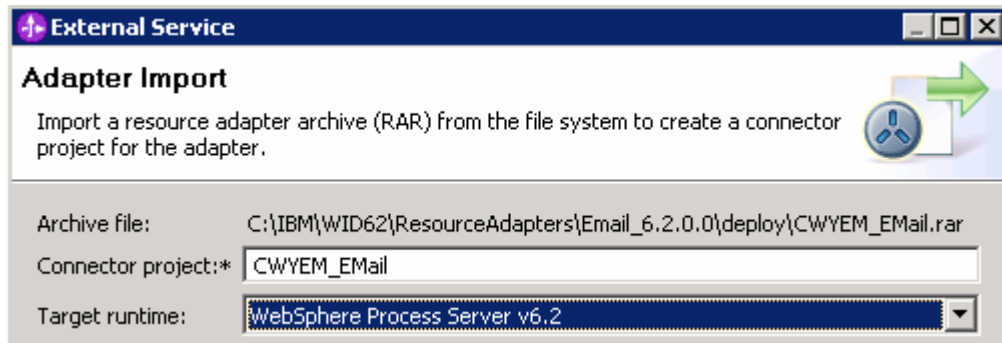 External Service
Adapter Import
Import a resource adapter archive (RAR) from the file system to create a connector
project for the adapter.
Archive file: C:\IBM\WID62\ResourceAdapters\Email_6.2.0.0\deploy\CWYEM_EMail.rar
Connector project:* CWYEM_EMail
Target runtime: WebSphere Process Server v6.2